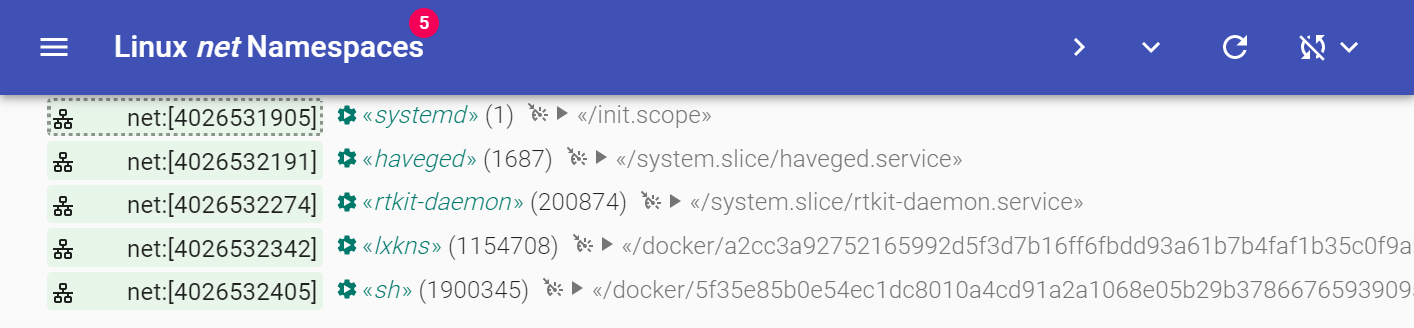 Linux net Namespaces 5
net:[4026531905] «systemd» (1) «/init.scope»
net:[4026532191] «haveged» (1687) «/system.slice/haveged.service»
net:[4026532274] «rtkit-daemon» (200874) «/system.slice/rtkit-daemon.service»
net:[4026532342] «lxkns» (1154708) «/docker/a2cc3a92752165992d5f3d7b16ff6fbdd93a61b7b4faf1b35c0f9a
net:[4026532405] «sh» (1900345) «/docker/5f35e85b0e54ec1dc8010a4cd91a2a1068e05b29b3786676593909